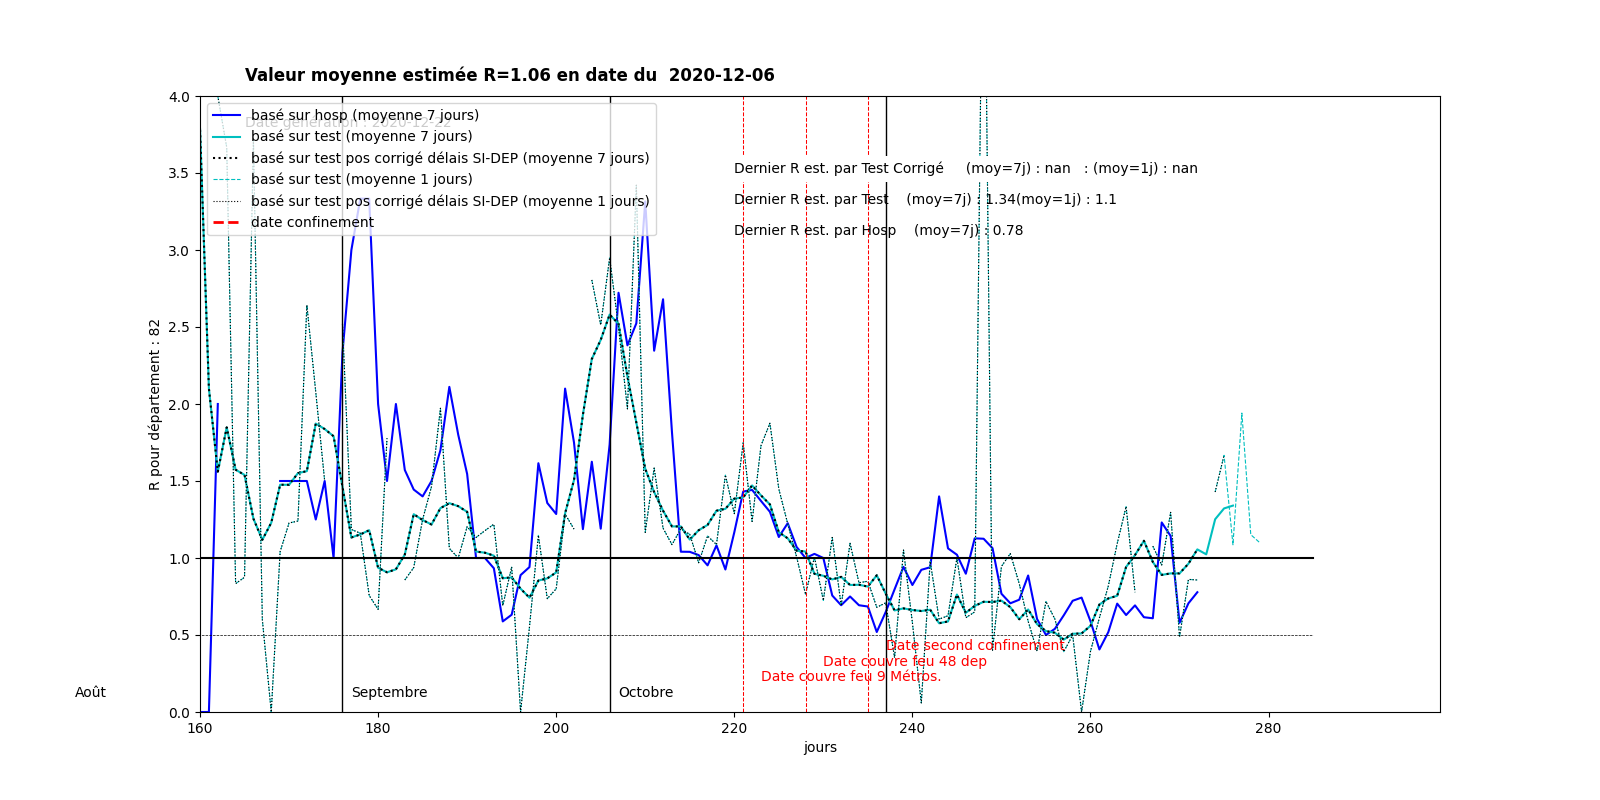 Valeur moyenne estimée R=1.06 en date du  2020-12-06
Date génération : 2020-12-22
basé sur hosp (moyenne 7 jours)
basé sur test (moyenne 7 jours)
basé sur test pos corrigé délais SI-DEP (moyenne 7 jours)
basé sur test (moyenne 1 jours)
basé sur test pos corrigé délais SI-DEP (moyenne 1 jours)
date confinement
Dernier R est. par Test Corrigé (moy=7j) : nan : (moy=1j) : nan
Dernier R est. par Test (moy=7j) : 1.34(moy=1j) : 1.1
Dernier R est. par Hosp (moy=7j) : 0.78
R pour département : 82
4.0
3.5
3.0
2.5
2.0
1.5
1.0
0.5
0.0
Date second confinement
Date couvre feu 48 dep
Date couvre feu 9 Métros.
Août
Septembre
Octobre
160 180 200 220 240 260 280
jours